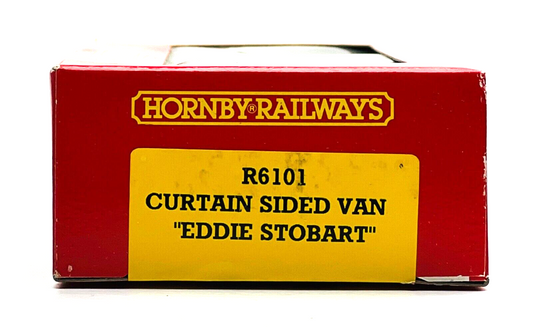 HORNBY® RAILWAYS
R6101
CURTAIN SIDED VAN
"EDDIE STOBART"